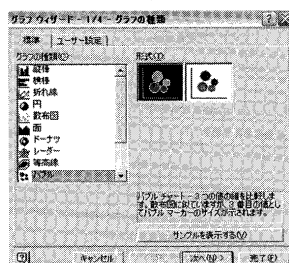 グラフ ウィザード - 1/4 - グラフの種類
標準
ユーザー設定
グラフの種類(C)
形式(T)
縦棒
横棒
折れ線
円
散布図
面
ドーナツ
レーダー
等高線
バブル
バブル チャート - 3 つの値の組を比較しま
す。散布図に似ていますが、3 番目の値とし
てバブル マーカーのサイズが示されます。
サンプルを表示する(V)
キャンセル
次へ(N) >
完了(F)